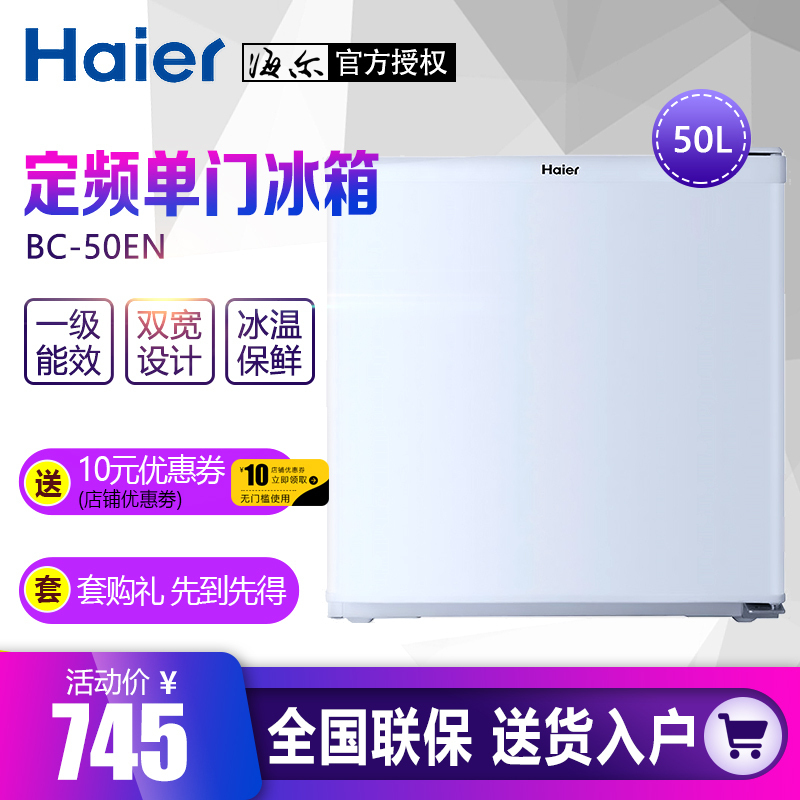 Haier 海尔 官方授权
50L
Haier
定频单门冰箱
BC-50EN
一级能效
双宽设计
冰温保鲜
送 10元优惠券
(店铺优惠劵)
¥10 店铺优惠券
立即领取
无门槛使用
套 套购礼 先到先得
活动价 ¥
745
全国联保 送货入户